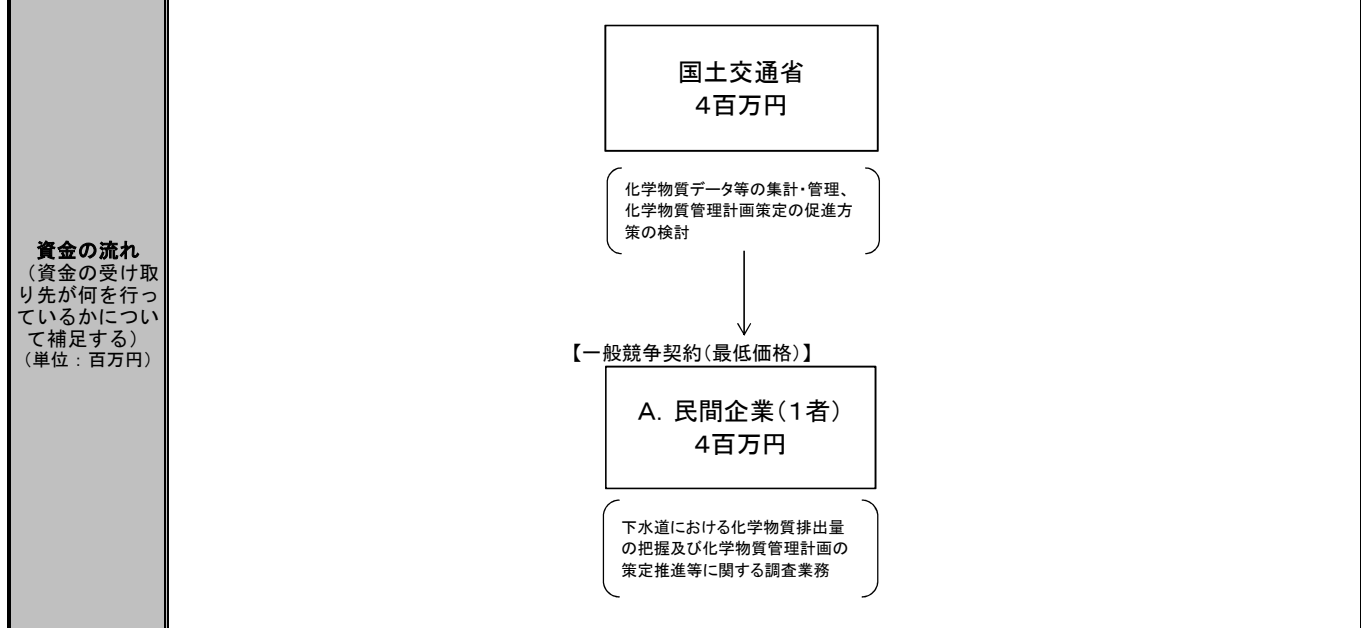 資金の流れ
（資金の受け取
り先が何を行っ
ているかについ
て補足する）
（単位：百万円）
国土交通省
４百万円
化学物質データ等の集計・管理、
化学物質管理計画策定の促進方
策の検討
【一般競争契約（最低価格）】
Ａ．民間企業（１者）
４百万円
下水道における化学物質排出量
の把握及び化学物質管理計画の
策定推進等に関する調査業務